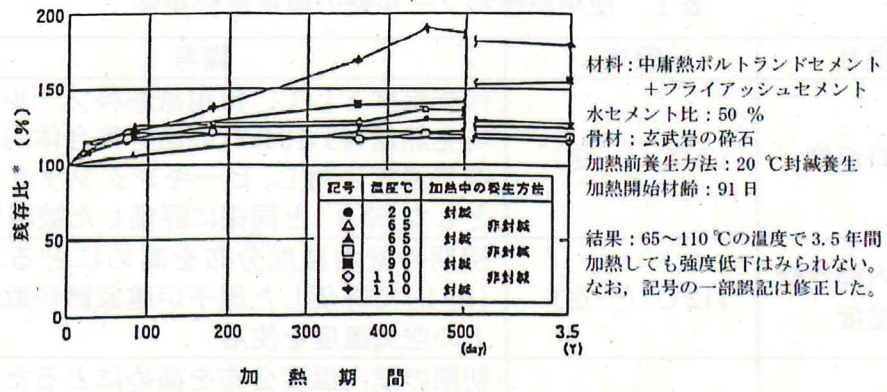 200
150
100
50
0
残存比*(%)
0 100 200 300 400 500 3.5
(day) (Y)
加熱期間
記号 温度℃ 加熱中の養生方法
● 20 封緘
△ 65 非封緘
▲ 65 封緘
□ 90 非封緘
■ 90 封緘
◇ 110 非封緘
◆ 110 封緘
材料:中庸熱ポルトランドセメント
+フライアッシュセメント
水セメント比:50 %
骨材:玄武岩の砕石
加熱前養生方法:20 ℃封緘養生
加熱開始材齢:91 日
結果:65~110 ℃の温度で3.5年間
加熱しても強度低下はみられない。
なお,記号の一部誤記は修正した。